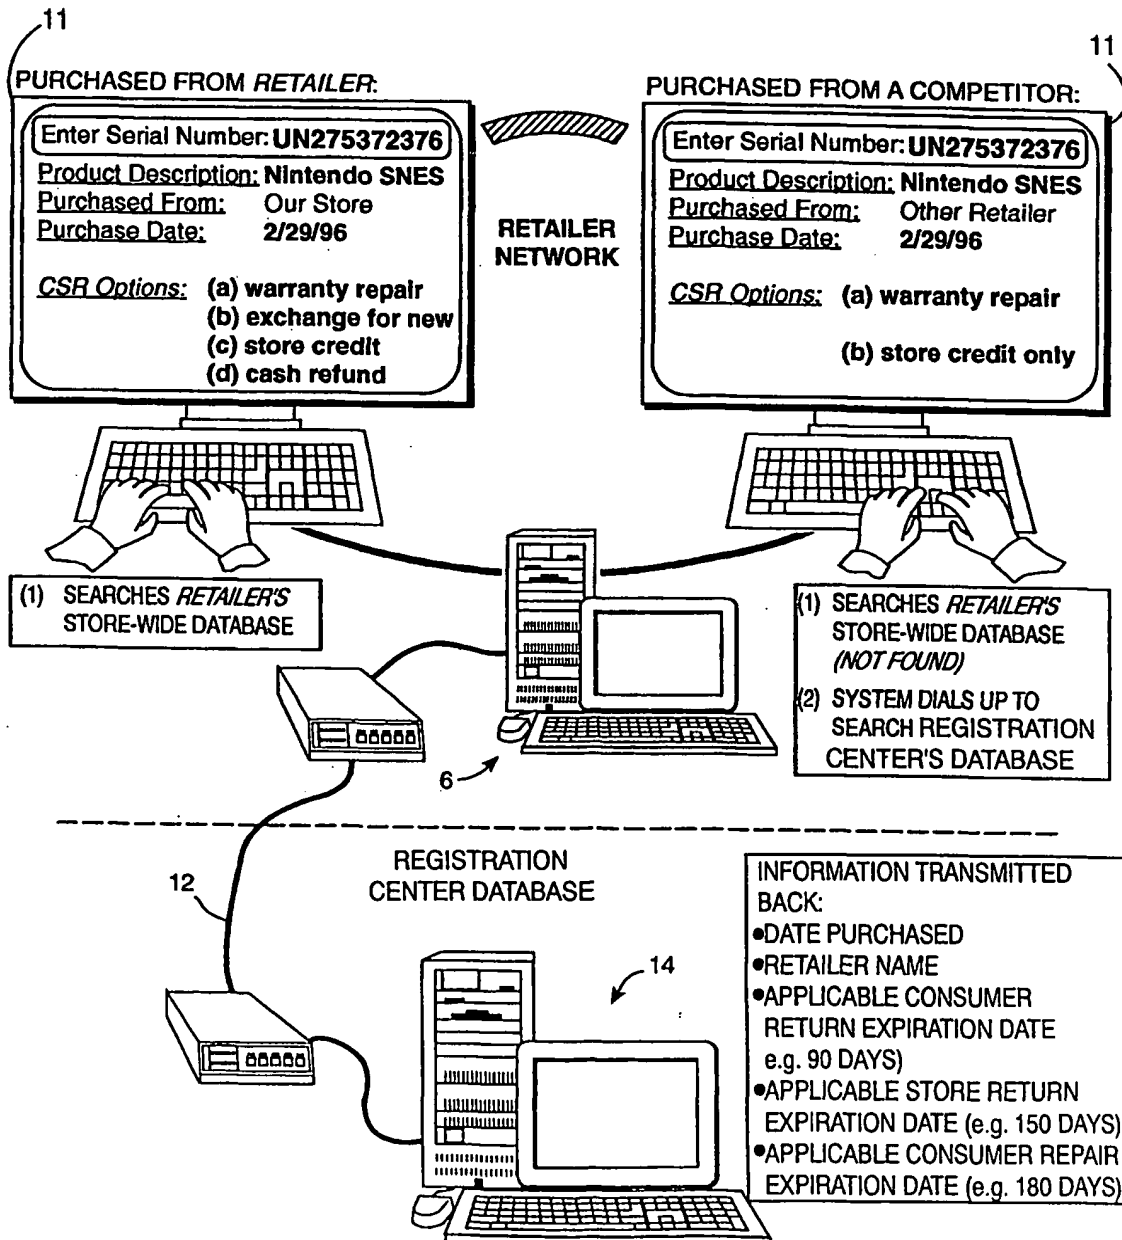 11
PURCHASED FROM RETAILER:
Enter Serial Number: UN275372376
Product Description: Nintendo SNES
Purchased From: Our Store
Purchase Date: 2/29/96
CSR Options: (a) warranty repair
(b) exchange for new
(c) store credit
(d) cash refund
RETAILER
NETWORK
11
PURCHASED FROM A COMPETITOR:
Enter Serial Number: UN275372376
Product Description: Nintendo SNES
Purchased From: Other Retailer
Purchase Date: 2/29/96
CSR Options: (a) warranty repair
(b) store credit only
(1) SEARCHES RETAILER'S
STORE-WIDE DATABASE
(1) SEARCHES RETAILER'S
STORE-WIDE DATABASE
(NOT FOUND)
(2) SYSTEM DIALS UP TO
SEARCH REGISTRATION
CENTER'S DATABASE
6
12
REGISTRATION
CENTER DATABASE
14
INFORMATION TRANSMITTED
BACK:
•DATE PURCHASED
•RETAILER NAME
•APPLICABLE CONSUMER
RETURN EXPIRATION DATE
e.g. 90 DAYS)
•APPLICABLE STORE RETURN
EXPIRATION DATE (e.g. 150 DAYS)
•APPLICABLE CONSUMER REPAIR
EXPIRATION DATE (e.g. 180 DAYS)